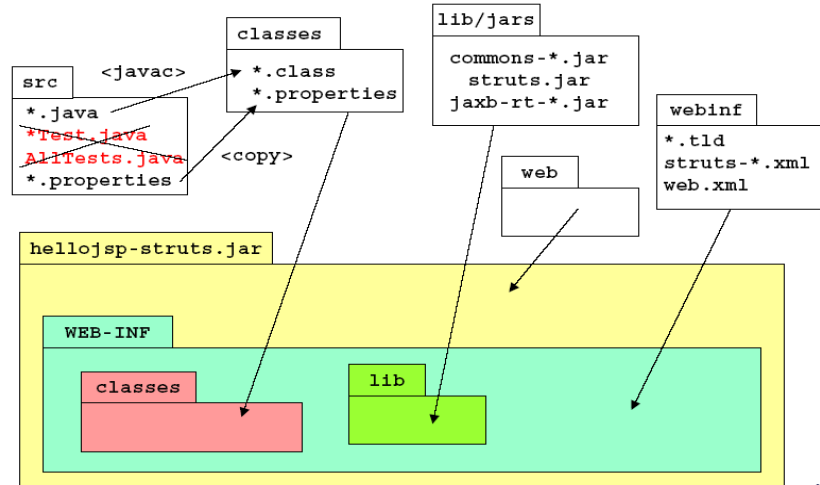 classes
lib/jars
<javac>
*.class
*.properties
commons-*.jar
struts.jar
jaxb-rt-*.jar
src
*.java
*Test.java
AllTests.java
*.properties
<copy>
webinf
*.tld
struts-*.xml
web.xml
web
hellojsp-struts.jar
WEB-INF
classes
lib